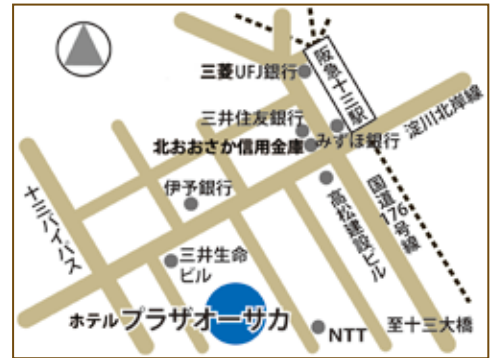 三菱UFJ銀行
阪急十三駅
三井住友銀行
みずほ銀行
淀川北岸線
北おおさか信用金庫
伊予銀行
十三バイパス
高松建設ビル
国道176号線
三井生命
ビル
ホテル プラザオーサカ
NTT
至十三大橋